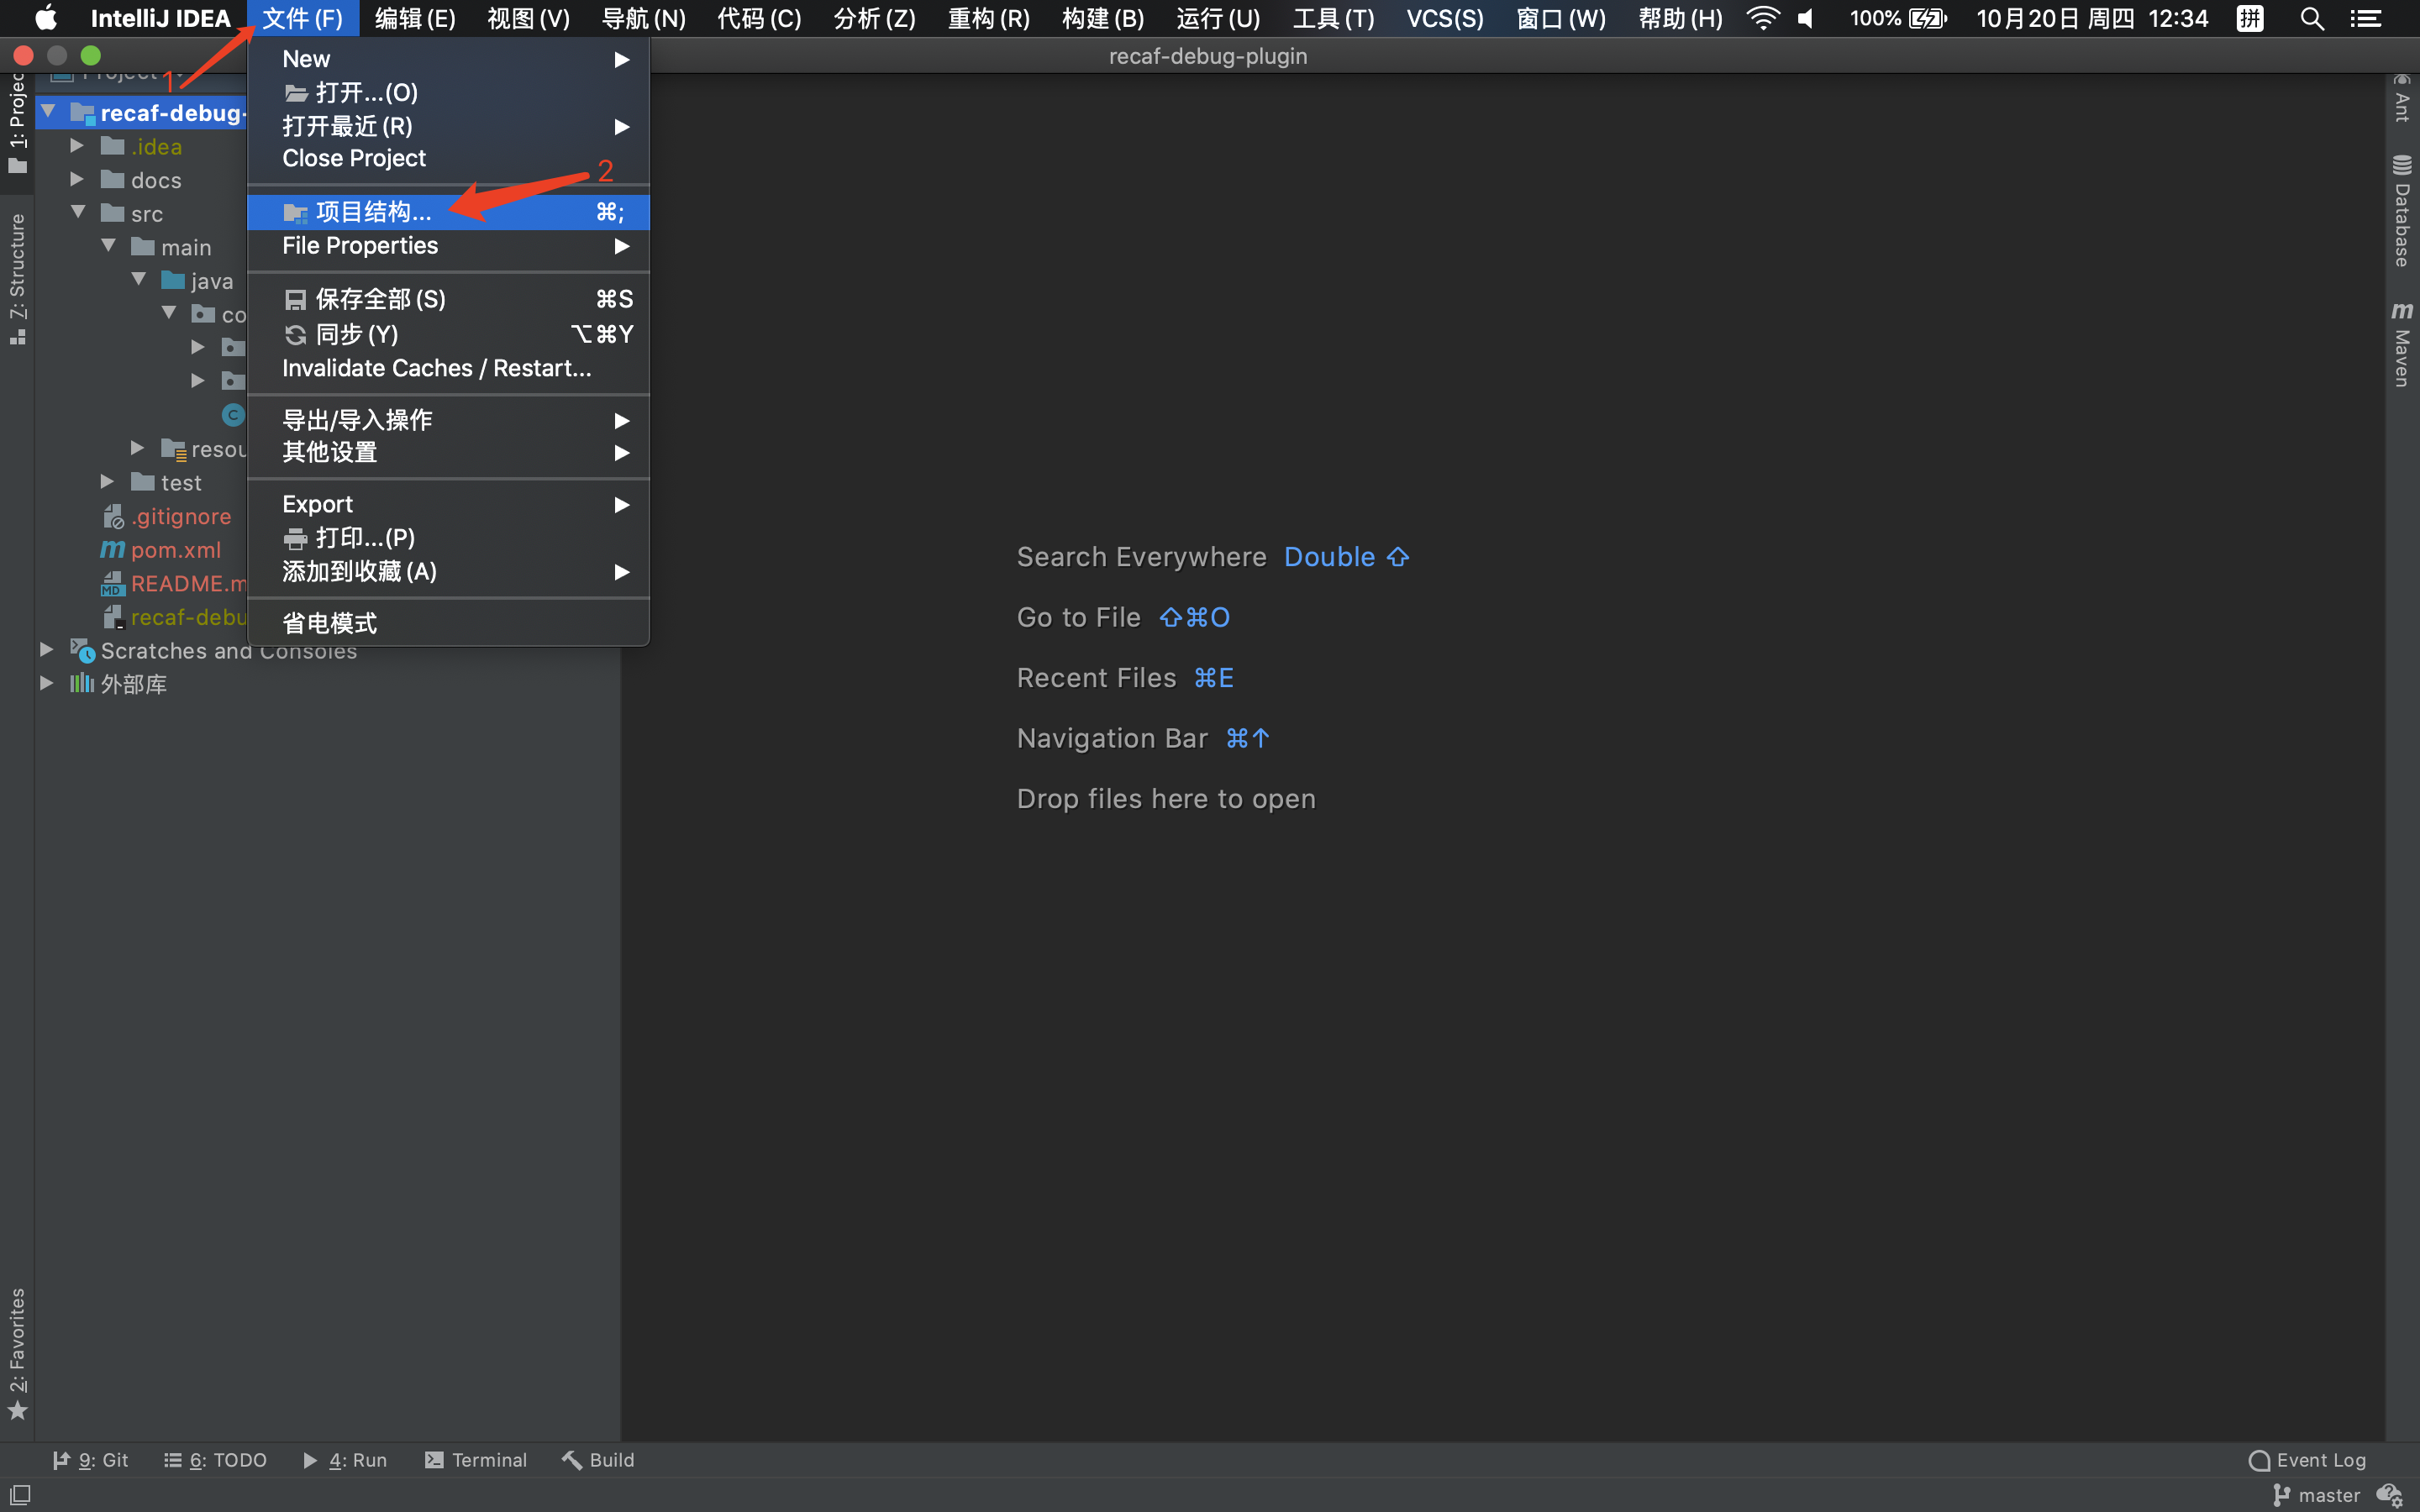 IntelliJ IDEA 文件(F) 编辑(E) 视图(V) 导航(N) 代码(C) 分析(Z) 重构(R) 构建(B) 运行(U) 工具(T) VCS(S) 窗口(W) 帮助(H) 100% 10月20日 周四 12:34 拼
recaf-debug-plugin
1
1: Project
7: Structure
2: Favorites
recaf-debug-
.idea
docs
src
main
java
co
resou
test
.gitignore
pom.xml
README.m
recaf-debu
Scratches and Consoles
外部库
New
打开...(O)
打开最近(R)
Close Project
2
项目结构... ⌘;
File Properties
保存全部(S) ⌘S
同步(Y) ⌥⌘Y
Invalidate Caches / Restart...
导出/导入操作
其他设置
Export
打印...(P)
添加到收藏(A)
省电模式
Search Everywhere Double ⇧
Go to File ⇧⌘O
Recent Files ⌘E
Navigation Bar ⌘↑
Drop files here to open
Ant
Database
Maven
9: Git 6: TODO 4: Run Terminal Build Event Log
master